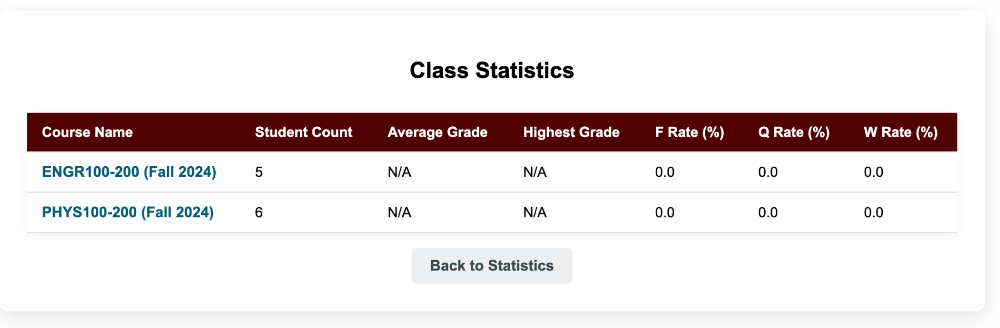 Class Statistics
Course Name Student Count Average Grade Highest Grade F Rate (%) Q Rate (%) W Rate (%)
ENGR100-200 (Fall 2024) 5 N/A N/A 0.0 0.0 0.0
PHYS100-200 (Fall 2024) 6 N/A N/A 0.0 0.0 0.0
Back to Statistics